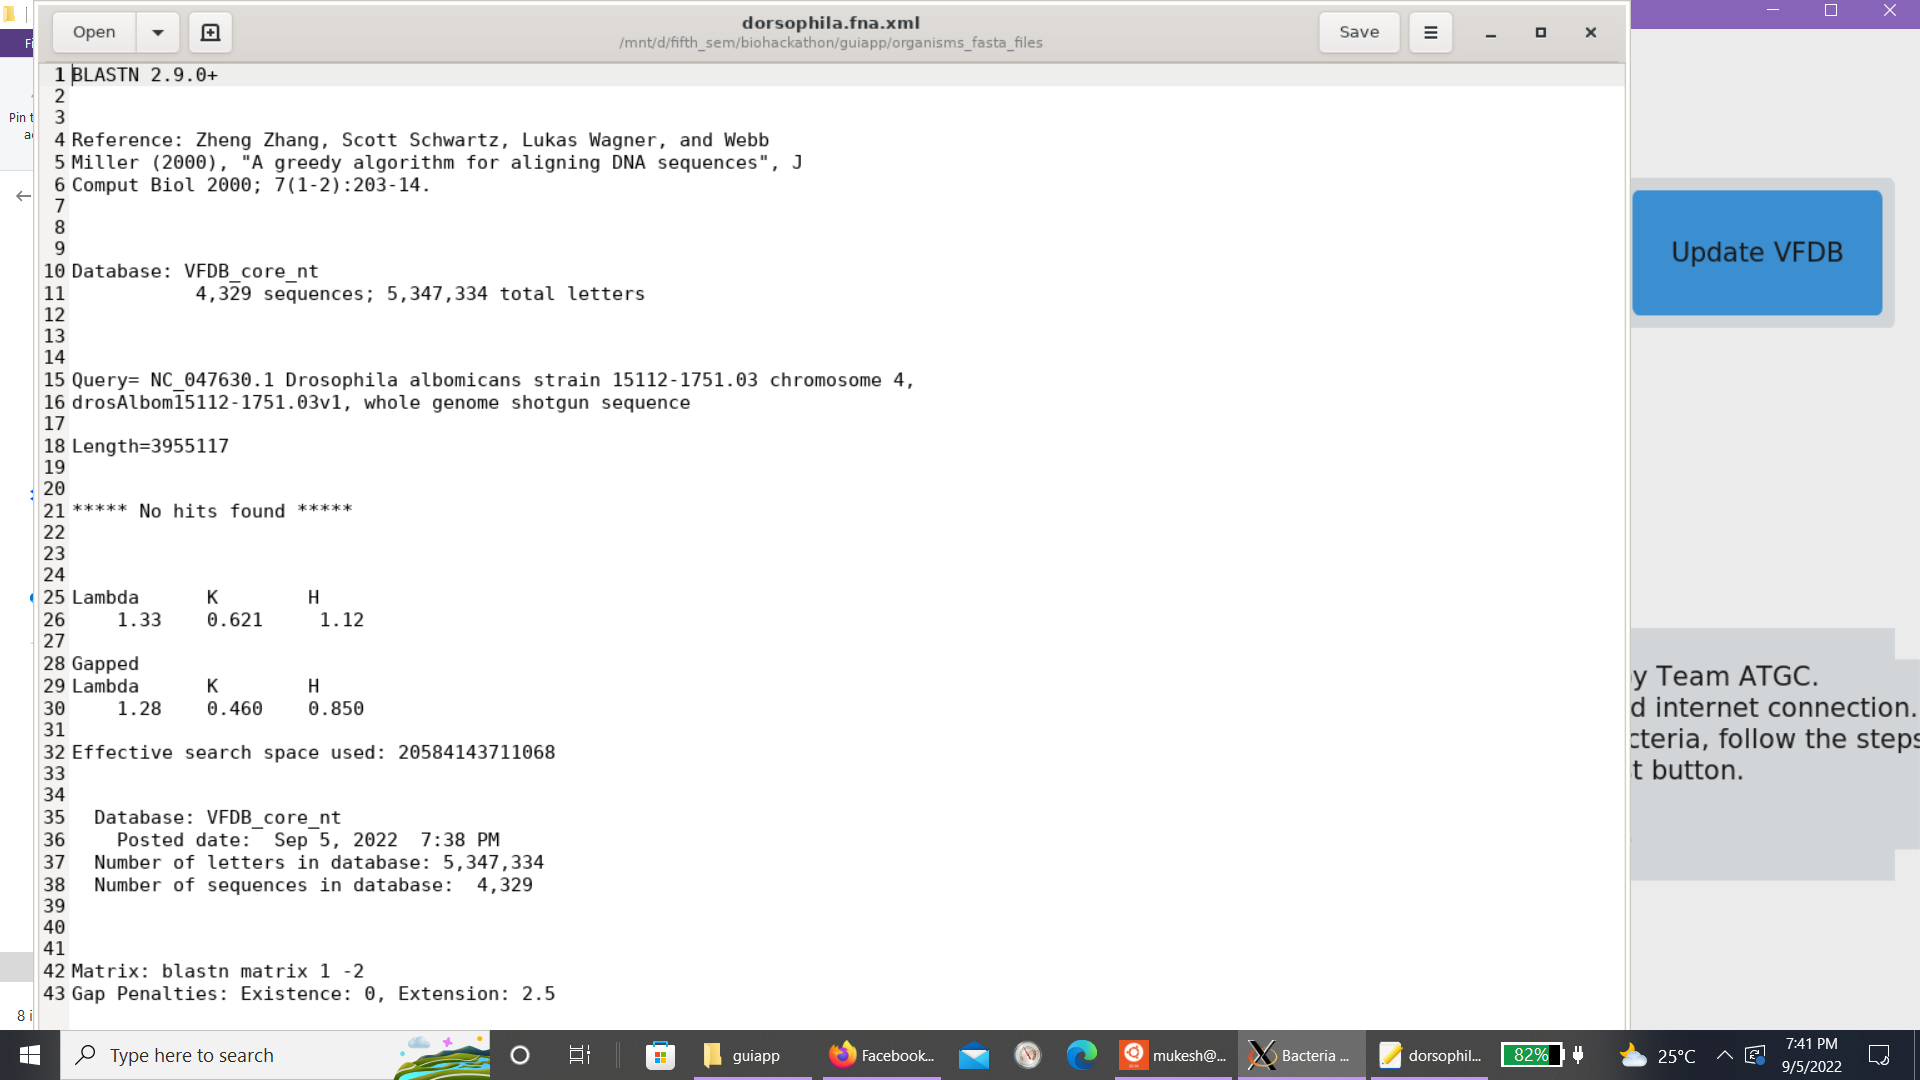 Open
dorsophila.fna.xml
/mnt/d/fifth_sem/biohackathon/guiapp/organisms_fasta_files
Save
1 BLASTN 2.9.0+
2
3
4 Reference: Zheng Zhang, Scott Schwartz, Lukas Wagner, and Webb
5 Miller (2000), "A greedy algorithm for aligning DNA sequences", J
6 Comput Biol 2000; 7(1-2):203-14.
7
8
9
10 Database: VFDB_core_nt
11 4,329 sequences; 5,347,334 total letters
12
13
14
15 Query= NC_047630.1 Drosophila albomicans strain 15112-1751.03 chromosome 4,
16 drosAlbom15112-1751.03v1, whole genome shotgun sequence
17
18 Length=3955117
19
20
21 ***** No hits found *****
22
23
24
25 Lambda K H
26 1.33 0.621 1.12
27
28 Gapped
29 Lambda K H
30 1.28 0.460 0.850
31
32 Effective search space used: 20584143711068
33
34
35 Database: VFDB_core_nt
36 Posted date: Sep 5, 2022 7:38 PM
37 Number of letters in database: 5,347,334
38 Number of sequences in database: 4,329
39
40
41
42 Matrix: blastn matrix 1 -2
43 Gap Penalties: Existence: 0, Extension: 2.5
Pin t
8 i
Update VFDB
y Team ATGC.
d internet connection.
cteria, follow the steps
t button.
Type here to search
guiapp
Facebook...
mukesh@...
Bacteria ...
dorsophil...
82%
25°C
7:41 PM
9/5/2022